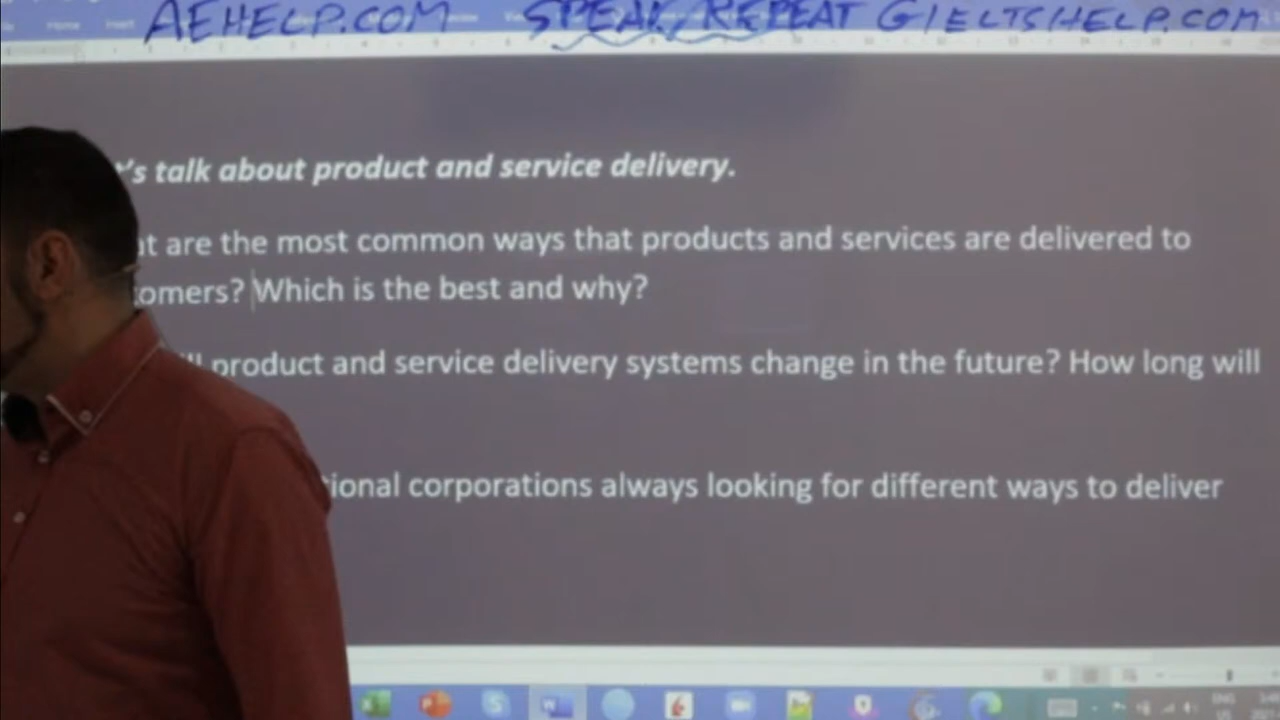 AEHELP.COM SPEAK, REPEAT GIELTSHELP.COM
's talk about product and service delivery.
at are the most common ways that products and services are delivered to
tomers? Which is the best and why?
ll product and service delivery systems change in the future? How long will
tional corporations always looking for different ways to deliver